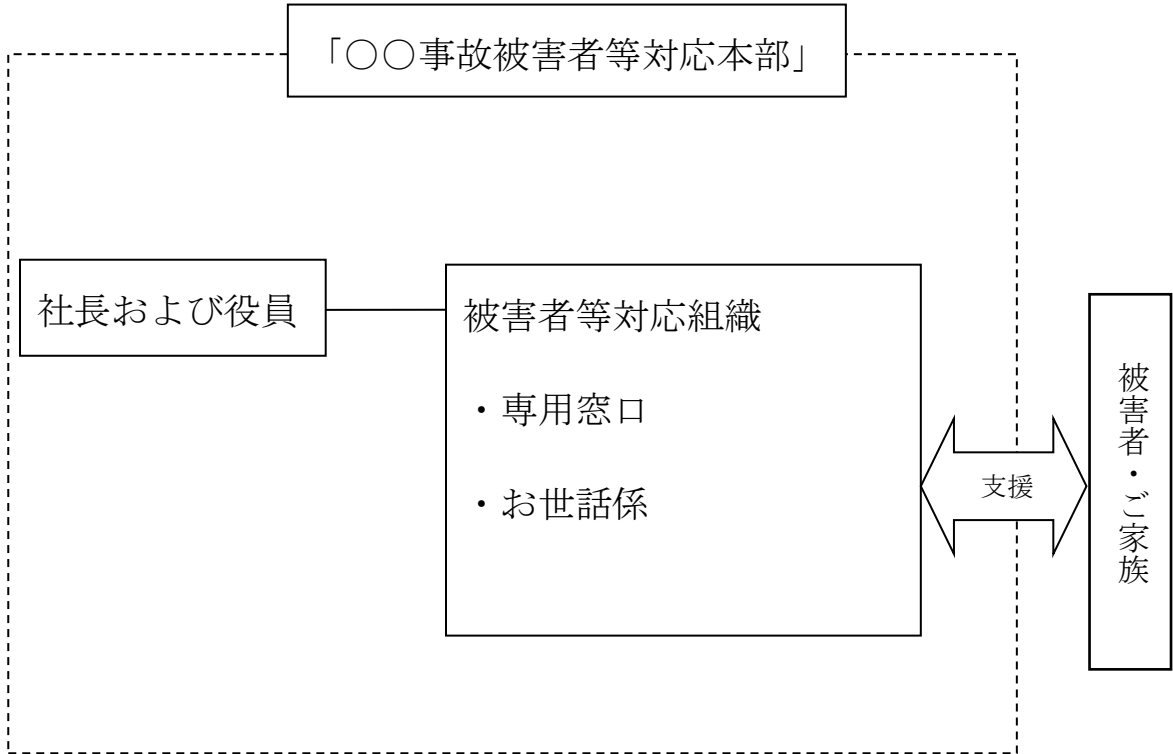 「○○事故被害者等対応本部」
社長および役員
被害者等対応組織
・専用窓口
・お世話係
支援
被害者・ご家族